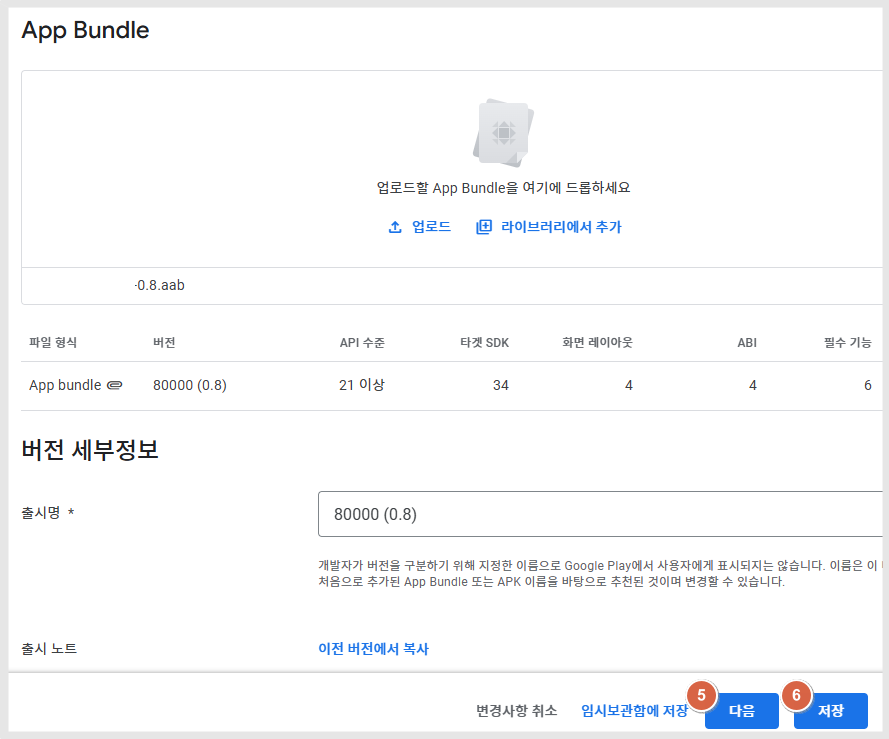 App Bundle
업로드할 App Bundle을 여기에 드롭하세요
업로드 라이브러리에서 추가
-0.8.aab
파일 형식 버전 API 수준 타겟 SDK 화면 레이아웃 ABI 필수 기능
App bundle 80000 (0.8) 21 이상 34 4 4 6
버전 세부정보
출시명 *
80000 (0.8)
개발자가 버전을 구분하기 위해 지정한 이름으로 Google Play에서 사용자에게 표시되지는 않습니다. 이름은 이
처음으로 추가된 App Bundle 또는 APK 이름을 바탕으로 추천된 것이며 변경할 수 있습니다.
출시 노트 이전 버전에서 복사
변경사항 취소 임시보관함에 저장 5 다음 6 저장